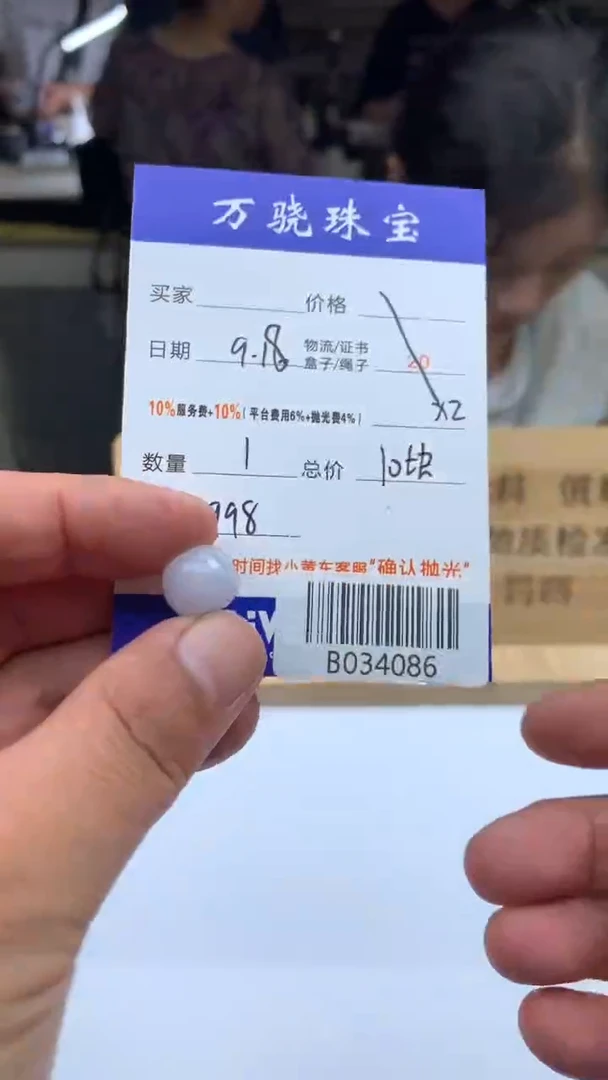 万骁珠宝
买家 价格
日期 9.18 物流/证书 盒子/绳子 20
10%服务费+10%(平台费用6%+抛光费4%) X2
数量 1 总价 10块
998
时间找小黄车客服"确认抛光"
B034086